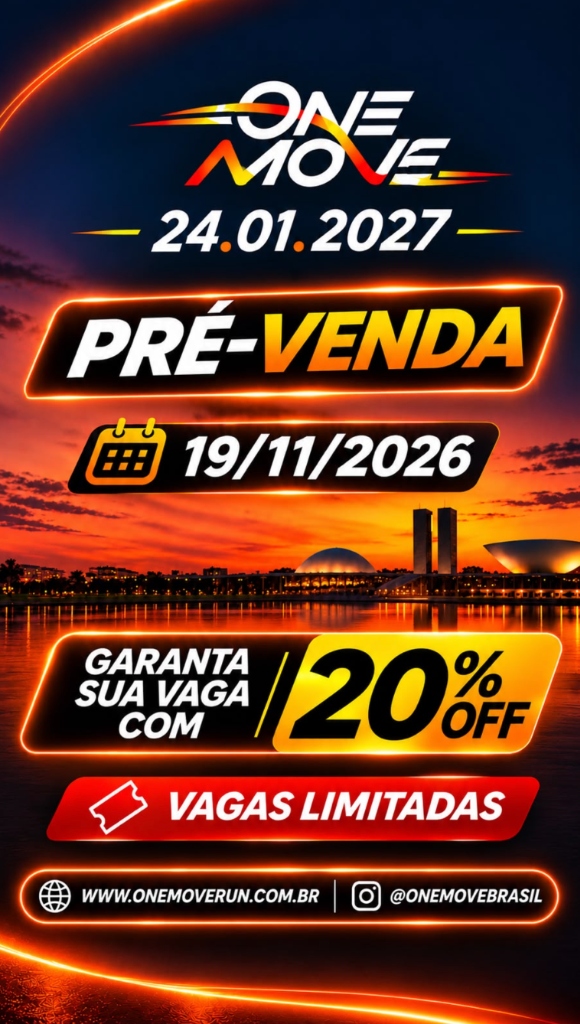 ONE
MOVE
24.01.2027
PRÉ-VENDA
19/11/2026
GARANTA
SUA VAGA
COM
20% OFF
VAGAS LIMITADAS
WWW.ONEMOVERUN.COM.BR
@ONEMOVEBRASIL